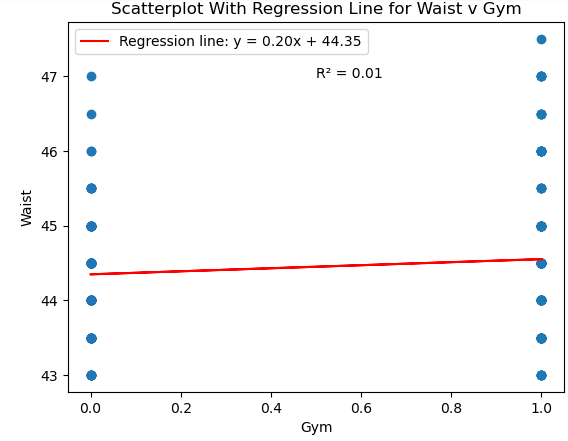 Scatterplot With Regression Line for Waist v Gym
Regression line: y = 0.20x + 44.35
R² = 0.01
47
46
45
44
43
Waist
0.0 0.2 0.4 0.6 0.8 1.0
Gym